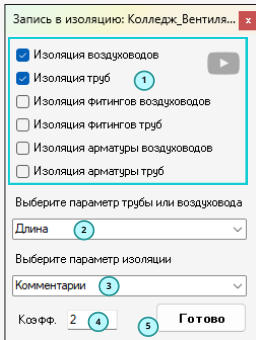 Запись в изоляцию: Колледж_Вентиля... x
Изоляция воздуховодов
Изоляция труб 1
Изоляция фитингов воздуховодов
Изоляция фитингов труб
Изоляция арматуры воздуховодов
Изоляция арматуры труб
Выберите параметр трубы или воздуховода
Длина 2
Выберите параметр изоляции
Комментарии 3
Коэфф. 2 4 5 Готово